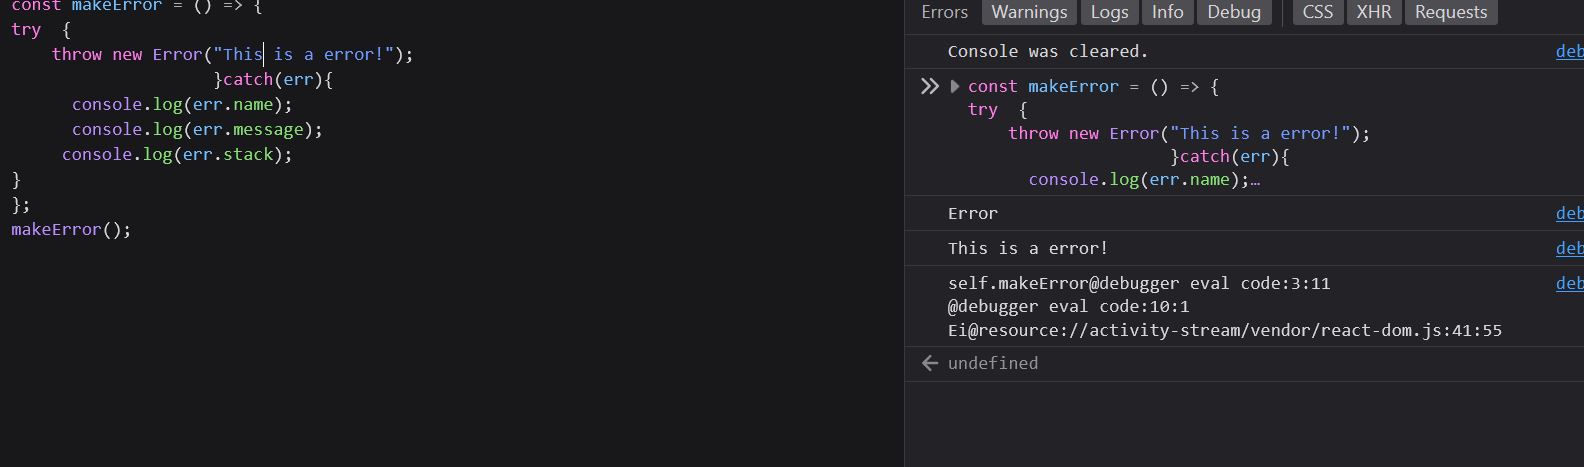 const makeError = () => {
try  {
    throw new Error("This is a error!");
                    }catch(err){
      console.log(err.name);
      console.log(err.message);
     console.log(err.stack);
}
};
makeError();
Errors Warnings Logs Info Debug CSS XHR Requests
Console was cleared. deb
const makeError = () => {
try  {
    throw new Error("This is a error!");
                    }catch(err){
      console.log(err.name);…
Error deb
This is a error! deb
self.makeError@debugger eval code:3:11 deb
@debugger eval code:10:1
Ei@resource://activity-stream/vendor/react-dom.js:41:55
undefined